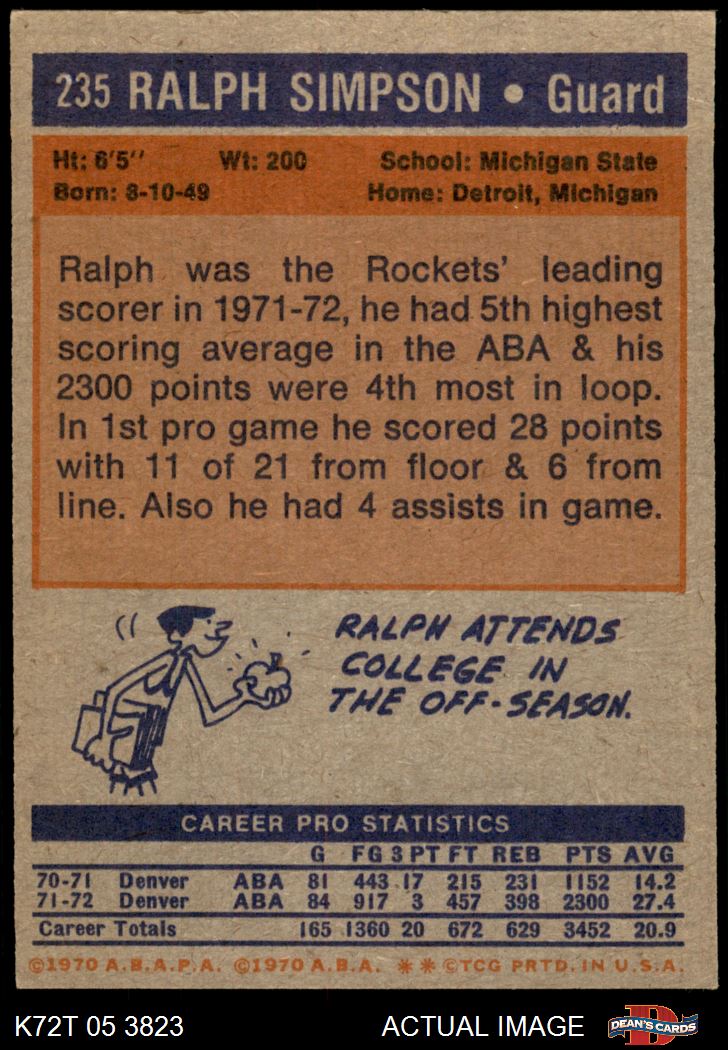 235 RALPH SIMPSON • Guard
Ht: 6'5" Wt: 200 School: Michigan State
Born: 8-10-49 Home: Detroit, Michigan
Ralph was the Rockets' leading
scorer in 1971-72, he had 5th highest
scoring average in the ABA & his
2300 points were 4th most in loop.
In 1st pro game he scored 28 points
with 11 of 21 from floor & 6 from
line. Also he had 4 assists in game.
RALPH ATTENDS
COLLEGE IN
THE OFF-SEASON.
CAREER PRO STATISTICS
G FG 3PT FT REB PTS AVG
70-71 Denver ABA 81 443 17 215 231 1152 14.2
71-72 Denver ABA 84 917 3 457 398 2300 27.4
Career Totals 165 1360 20 672 629 3452 20.9
©1970 A.B.A.P.A. ©1970 A.B.A. ** ©TCG PRTD. IN U.S.A.
K72T 05 3823 ACTUAL IMAGE D DEAN'S CARDS